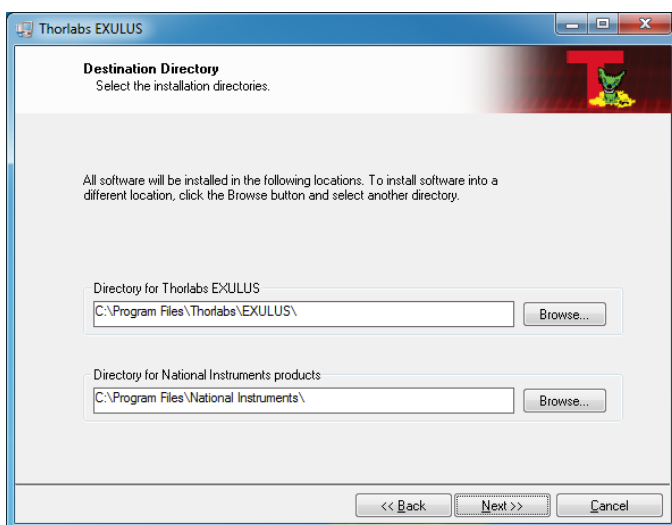 Thorlabs EXULUS
Destination Directory
Select the installation directories.
All software will be installed in the following locations. To install software into a
different location, click the Browse button and select another directory.
Directory for Thorlabs EXULUS
C:\Program Files\Thorlabs\EXULUS\
Browse...
Directory for National Instruments products
C:\Program Files\National Instruments\
Browse...
<< Back
Next >>
Cancel